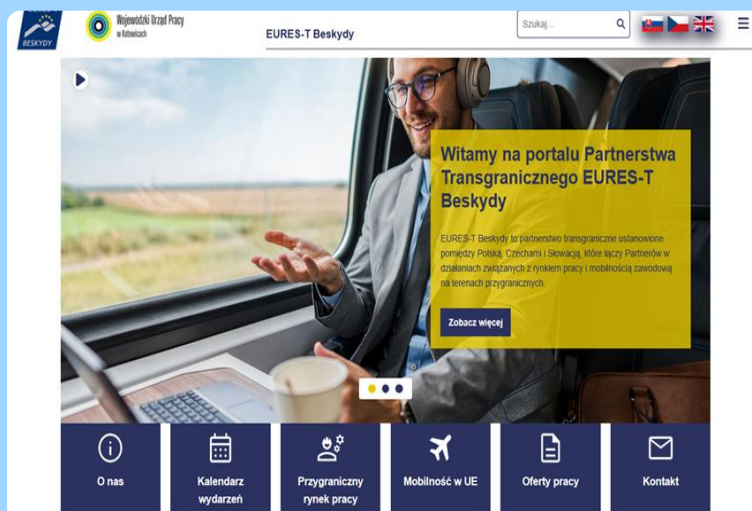 BESKYDY
Wojewódzki Urząd Pracy
w Katowicach
EURES-T Beskydy
Szukaj...
Witamy na portalu Partnerstwa
Transgranicznego EURES-T
Beskydy
EURES-T Beskydy to partnerstwo transgraniczne ustanowione
pomiędzy Polską, Czechami i Słowacją, które łączy Partnerów w
działaniach związanych z rynkiem pracy i mobilnością zawodową
na terenach przygranicznych.
Zobacz więcej
O nas
Kalendarz
wydarzeń
Przygraniczny
rynek pracy
Mobilność w UE
Oferty pracy
Kontakt